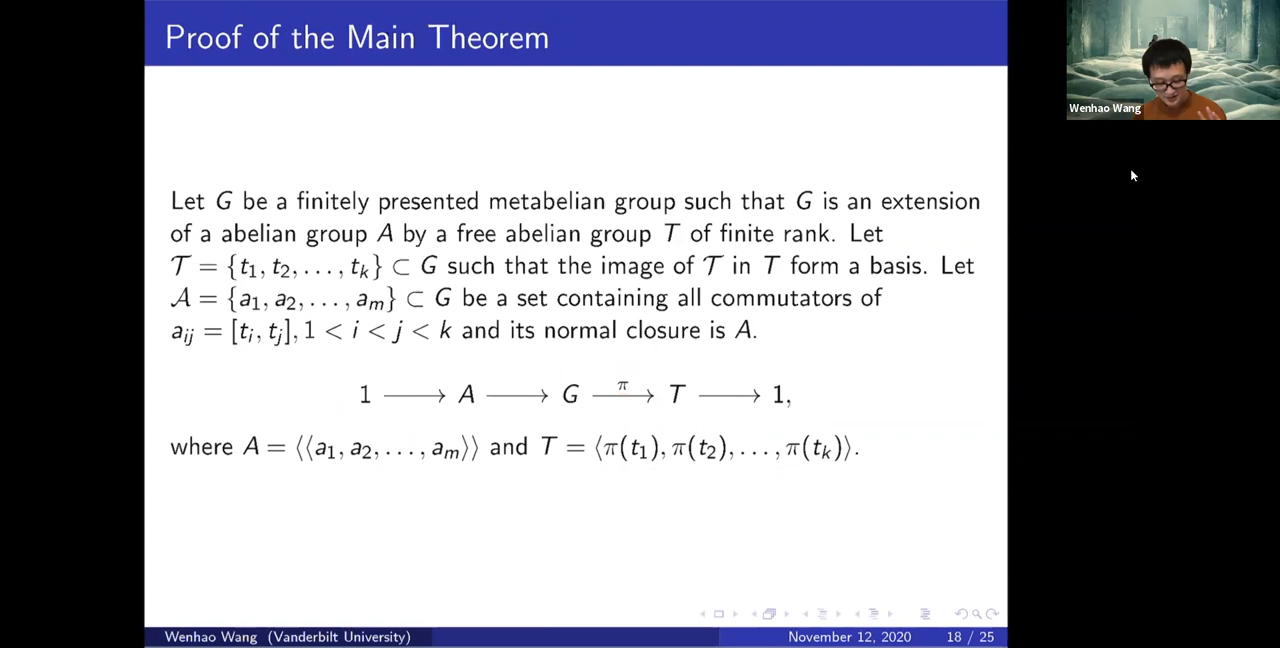 Proof of the Main Theorem
Wenhao Wang
Let G be a finitely presented metabelian group such that G is an extension
of a abelian group A by a free abelian group T of finite rank. Let
𝒯 = {t₁, t₂, . . . , tₖ} ⊂ G such that the image of 𝒯 in T form a basis. Let
𝒜 = {a₁, a₂, . . . , aₘ} ⊂ G be a set containing all commutators of
aᵢⱼ = [tᵢ, tⱼ], 1 < i < j < k and its normal closure is A.
1 ⟶ A ⟶ G ⟶ T ⟶ 1,
π
where A = ⟨⟨a₁, a₂, . . . , aₘ⟩⟩ and T = ⟨π(t₁), π(t₂), . . . , π(tₖ)⟩.
Wenhao Wang (Vanderbilt University)
November 12, 2020
18 / 25